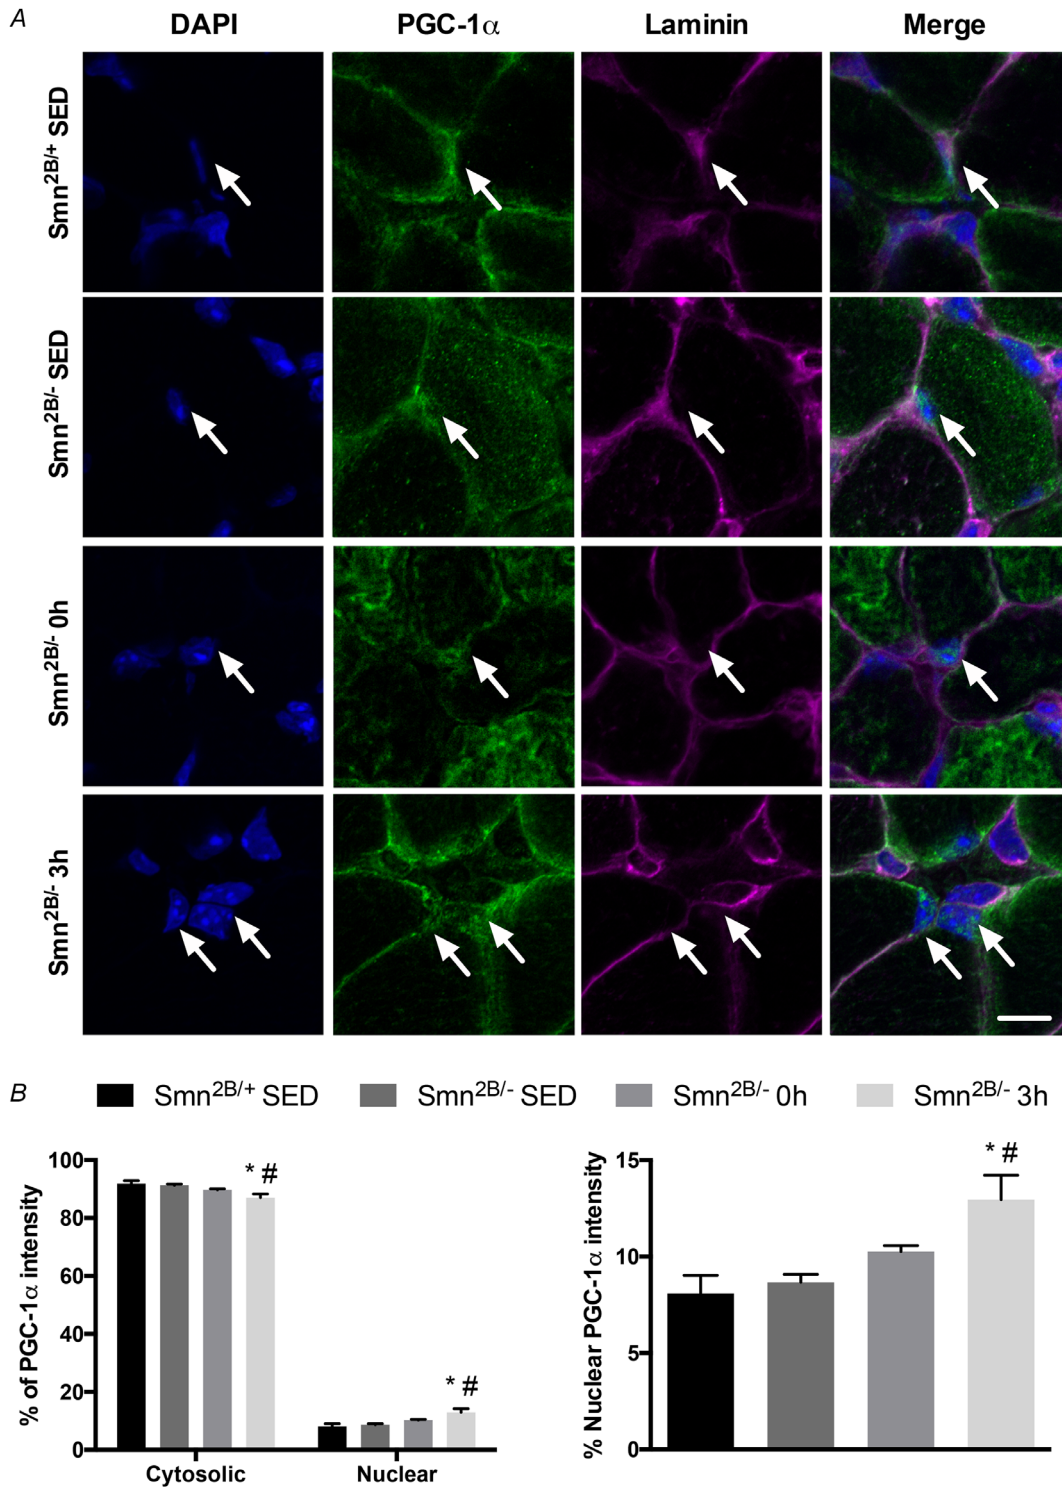 A
DAPI PGC-1α Laminin Merge
Smn2B/+ SED
Smn2B/- SED
Smn2B/- 0h
Smn2B/- 3h
B
Smn2B/+ SED Smn2B/- SED Smn2B/- 0h Smn2B/- 3h
% of PGC-1α intensity
100
80
60
40
20
0
* #
* #
Cytosolic Nuclear
% Nuclear PGC-1α intensity
15
10
5
0
* #